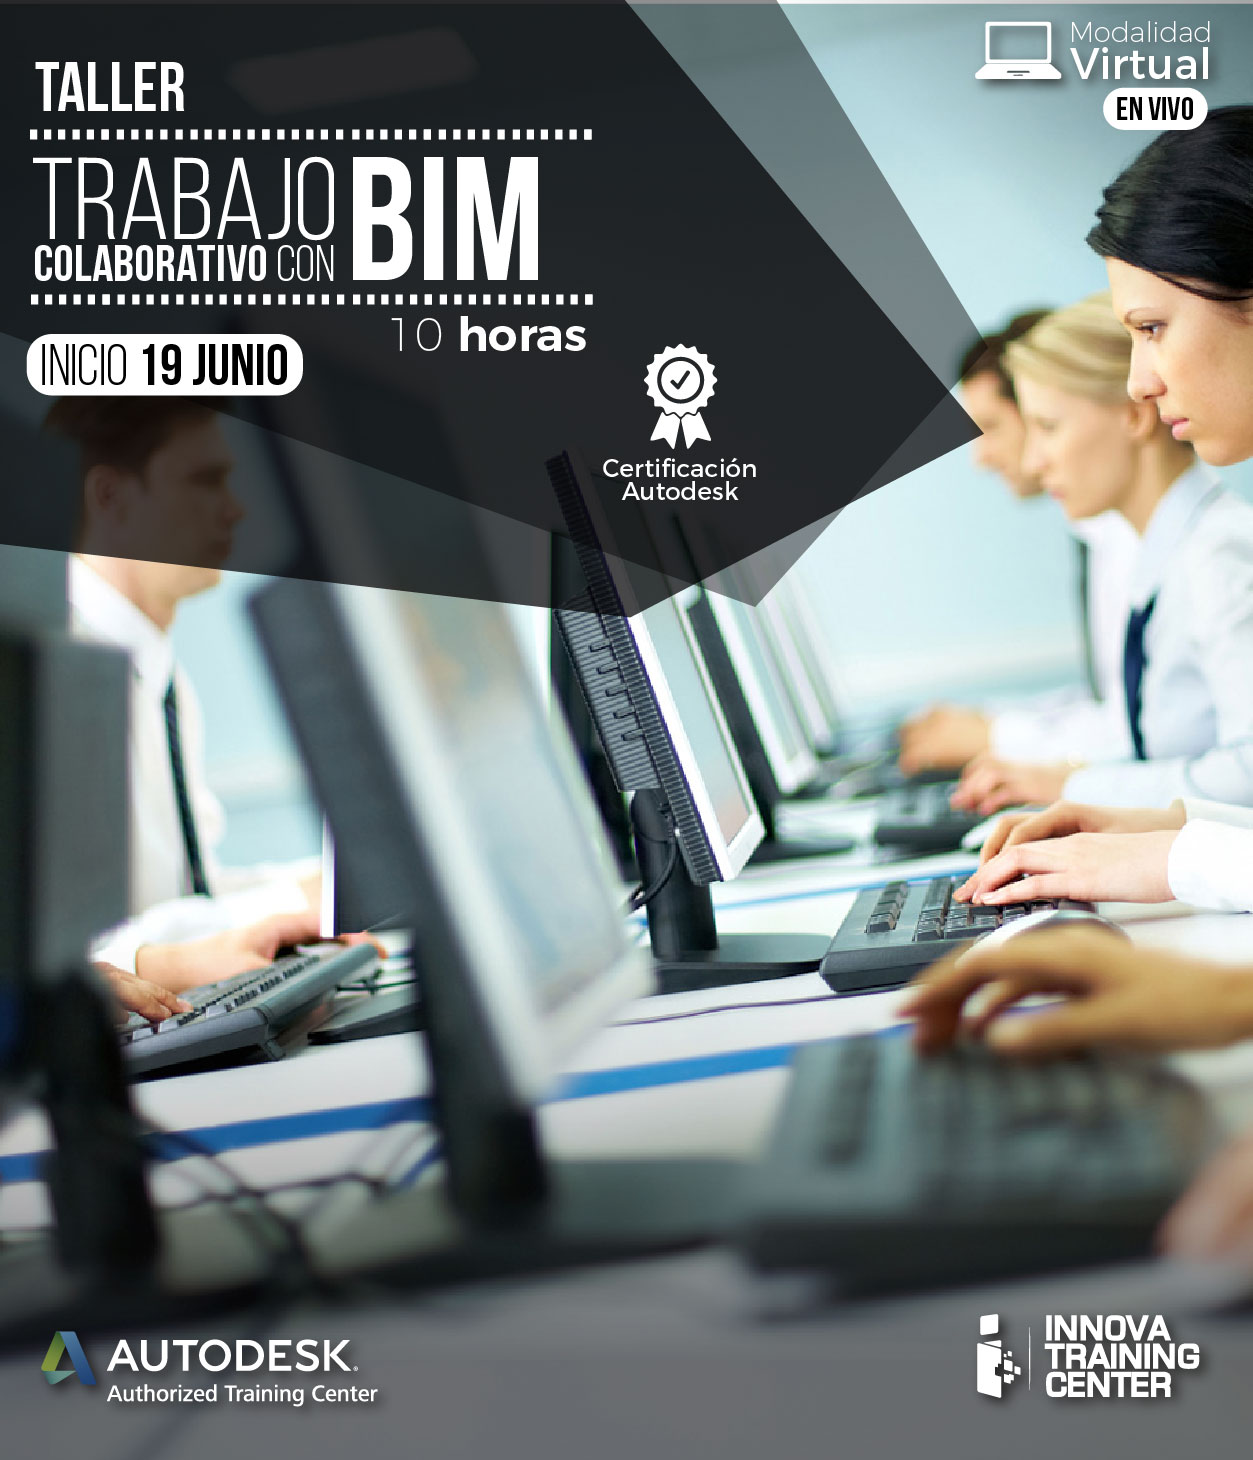 TALLER
TRABAJO
COLABORATIVO CON
BIM
10 horas
INICIO 19 JUNIO
Modalidad
Virtual
EN VIVO
Certificación
Autodesk
AUTODESK®
Authorized Training Center
INNOVA
TRAINING
CENTER